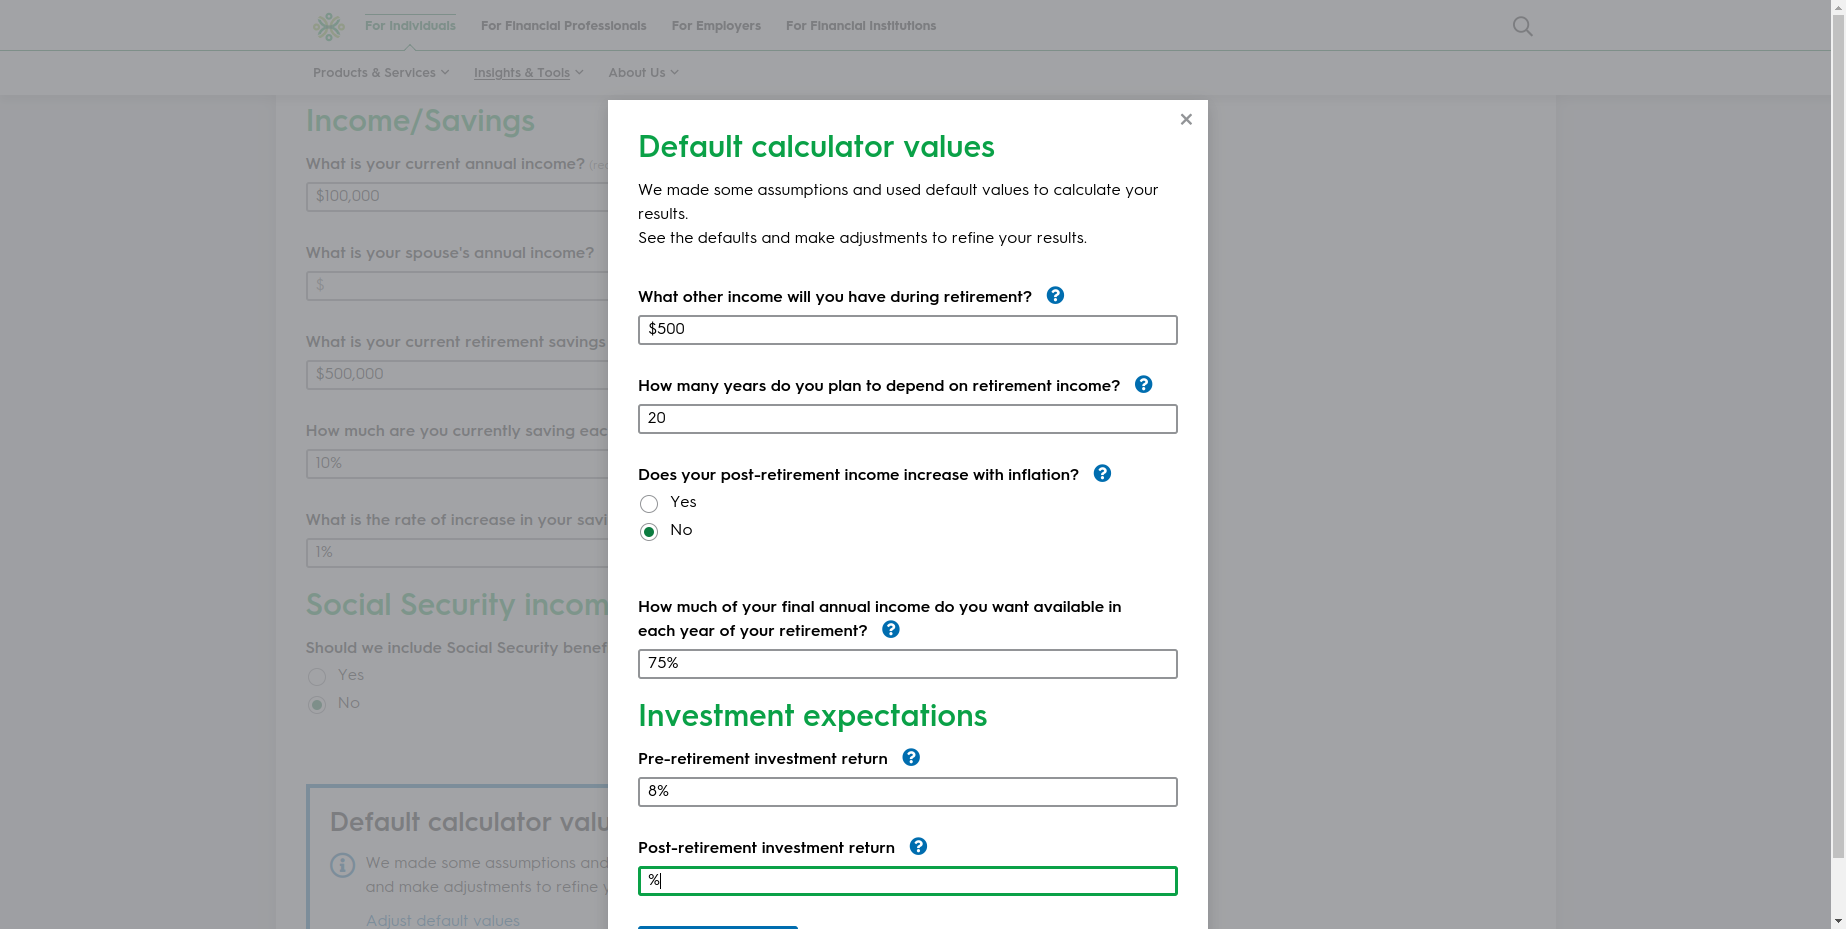 For Individuals
For Financial Professionals
For Employers
For Financial Institutions
Products & Services
Insights & Tools
About Us
Income/Savings
What is your current annual income?
$100,000
What is your spouse's annual income?
$
What is your current retirement savings
$500,000
How much are you currently saving eac
10%
What is the rate of increase in your savi
1%
Social Security incom
Should we include Social Security benef
Yes
No
Default calculator valu
We made some assumptions and
and make adjustments to refine y
Adjust default values
×
Default calculator values
We made some assumptions and used default values to calculate your
results.
See the defaults and make adjustments to refine your results.
What other income will you have during retirement? ?
$500
How many years do you plan to depend on retirement income? ?
20
Does your post-retirement income increase with inflation? ?
Yes
No
How much of your final annual income do you want available in
each year of your retirement? ?
75%
Investment expectations
Pre-retirement investment return ?
8%
Post-retirement investment return ?
%